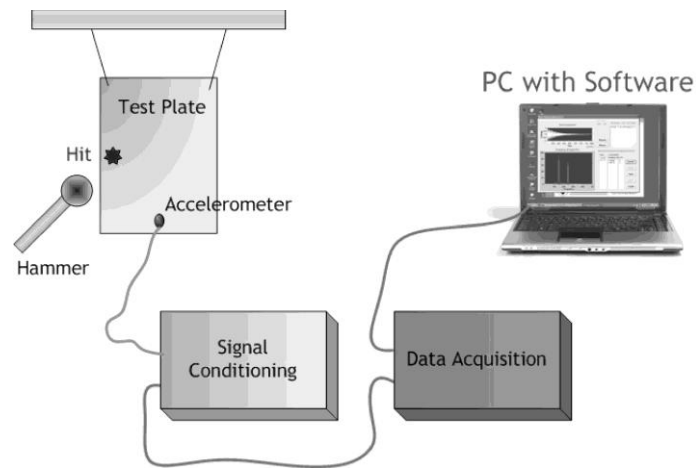 PC with Software
Test Plate
Hit
Accelerometer
Hammer
Signal
Conditioning
Data Acquisition